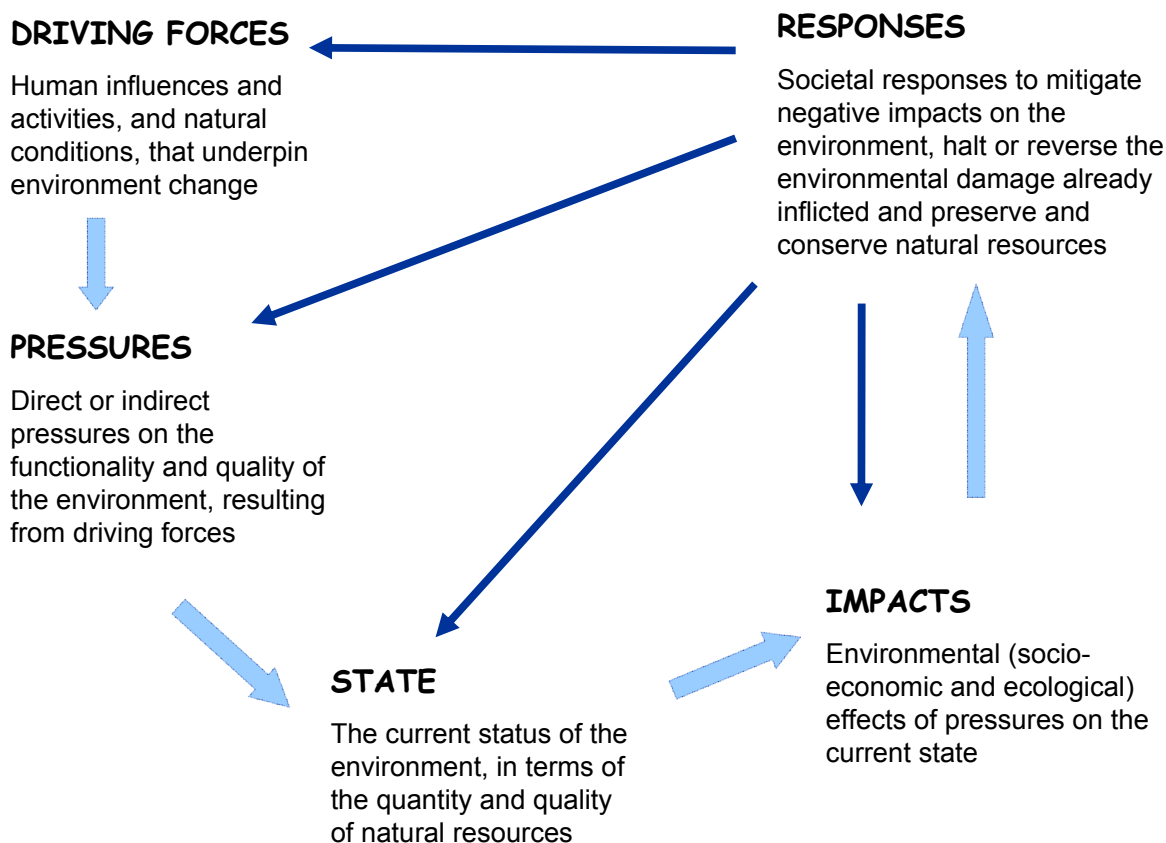 DRIVING FORCES
Human influences and
activities, and natural
conditions, that underpin
environment change
RESPONSES
Societal responses to mitigate
negative impacts on the
environment, halt or reverse the
environmental damage already
inflicted and preserve and
conserve natural resources
PRESSURES
Direct or indirect
pressures on the
functionality and quality of
the environment, resulting
from driving forces
STATE
The current status of the
environment, in terms of
the quantity and quality
of natural resources
IMPACTS
Environmental (socio-
economic and ecological)
effects of pressures on the
current state